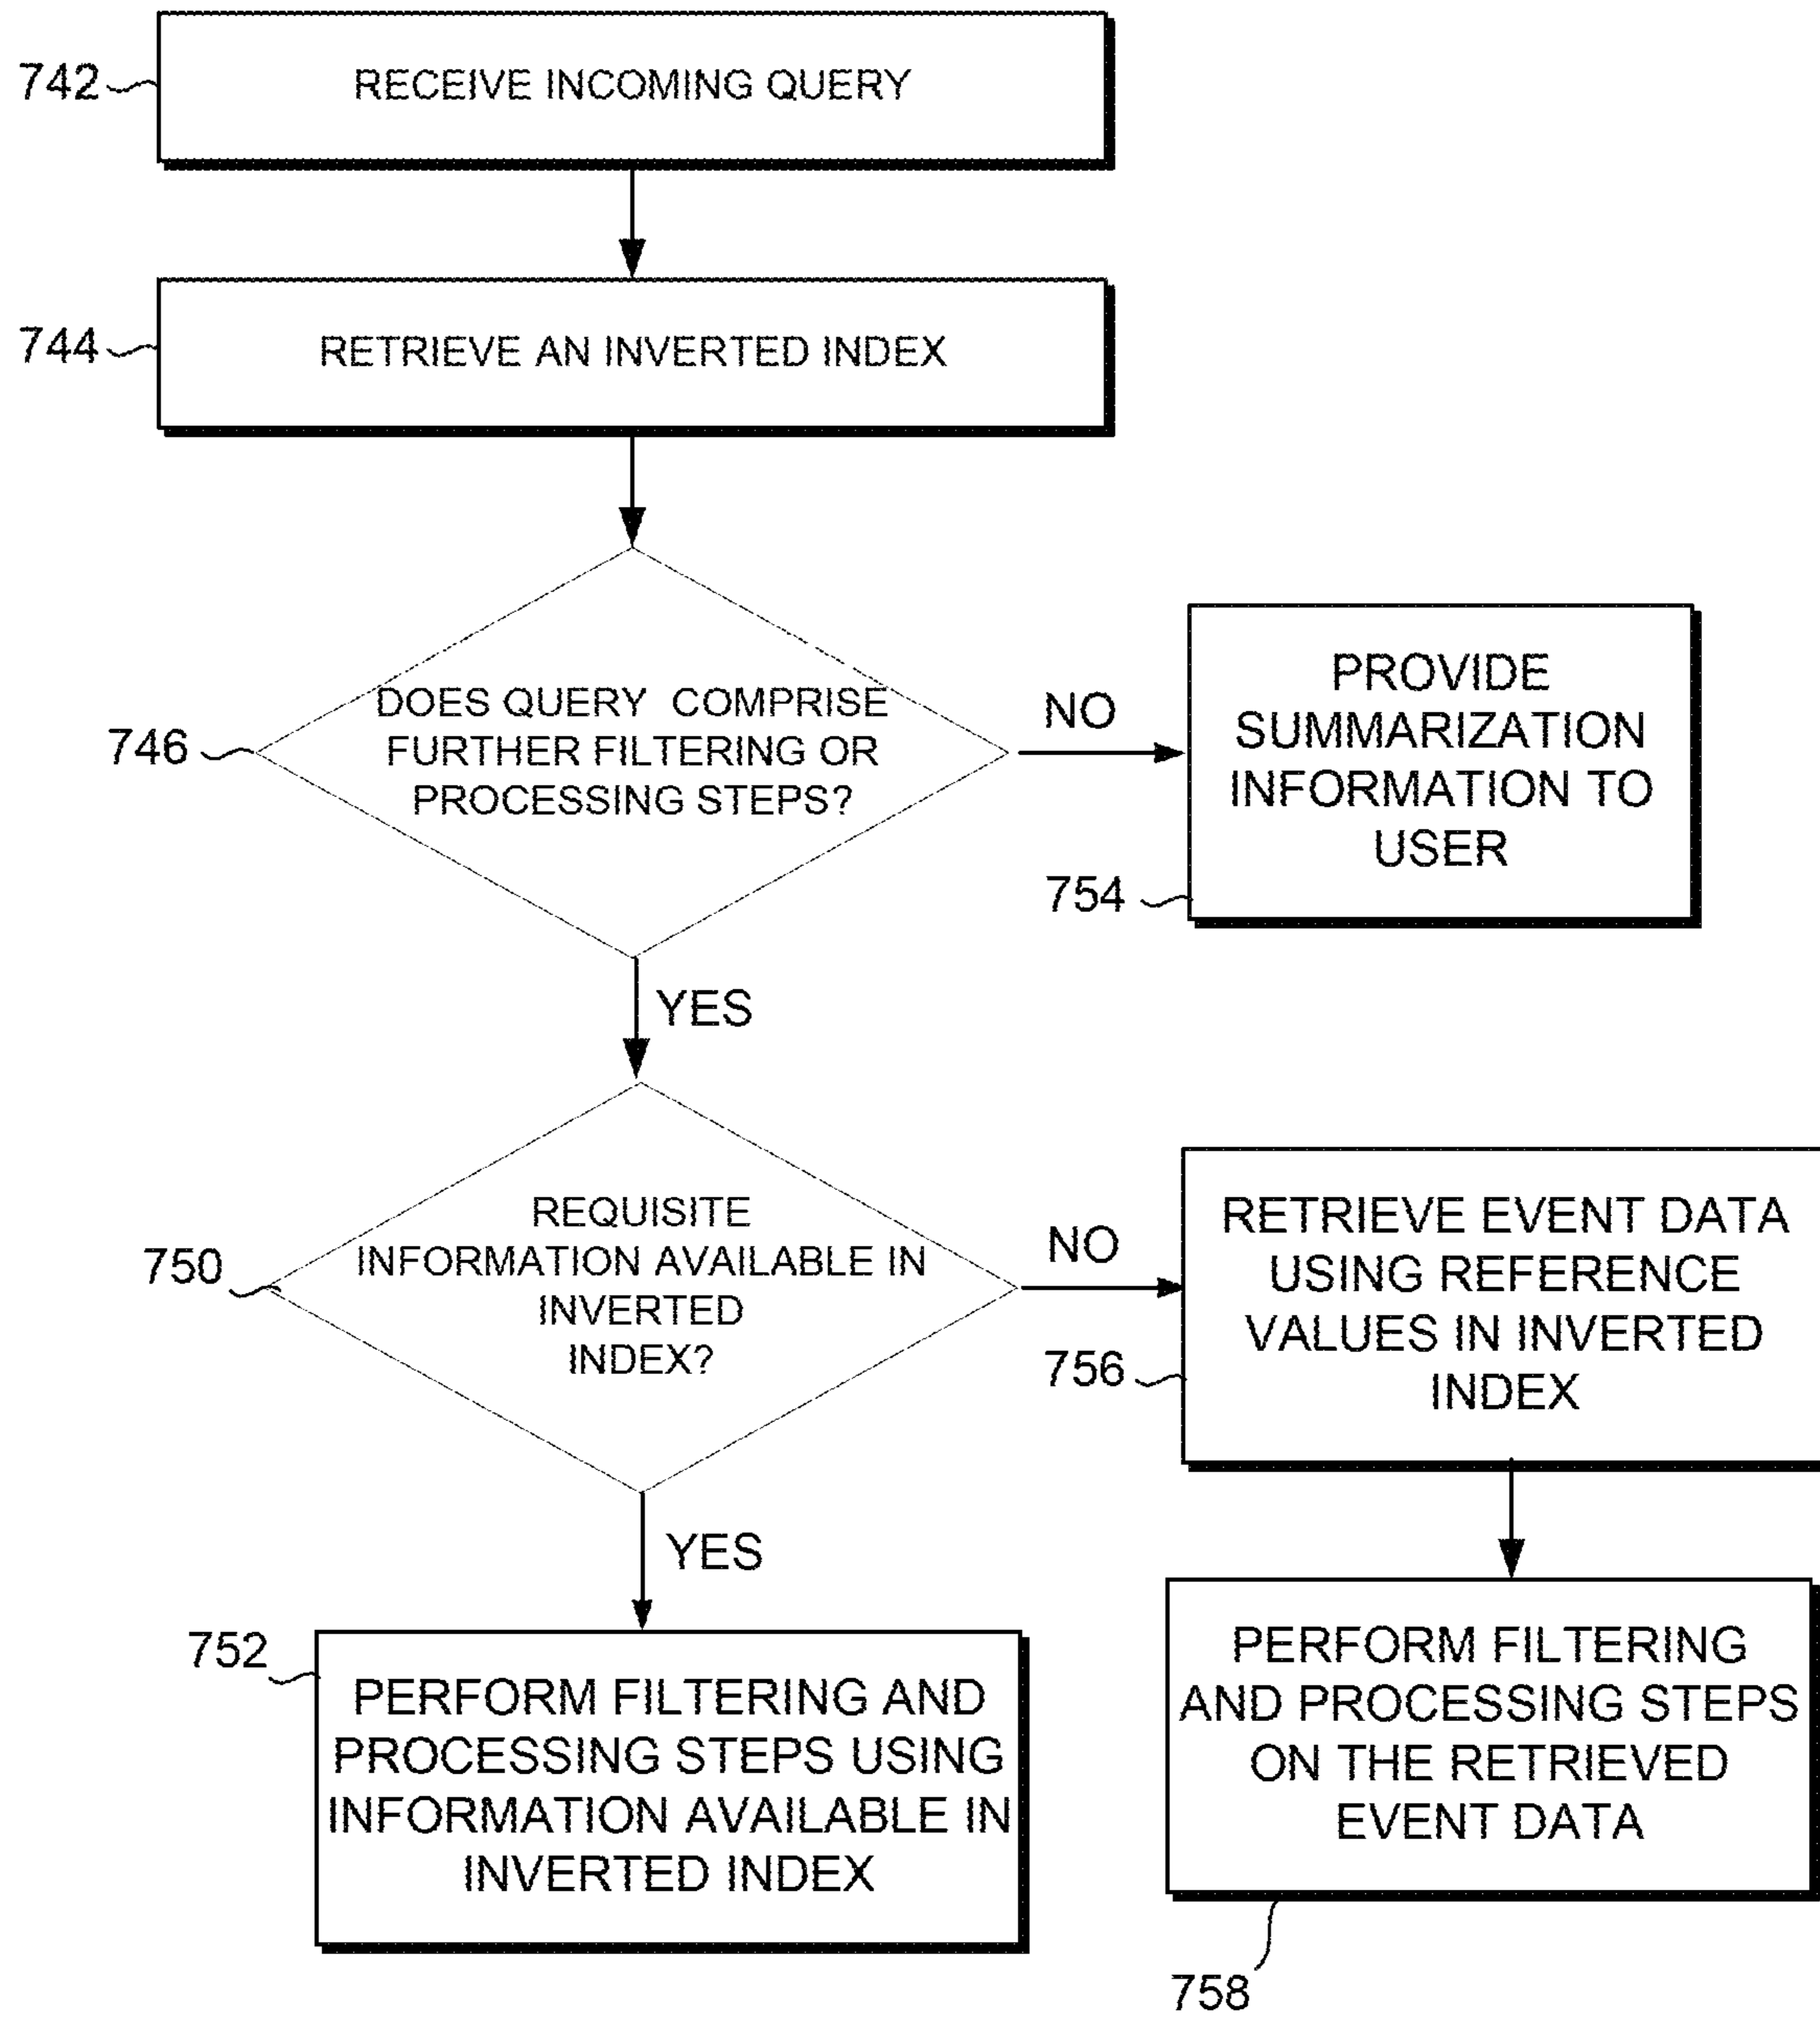 742
RECEIVE INCOMING QUERY
744
RETRIEVE AN INVERTED INDEX
746
DOES QUERY COMPRISE
FURTHER FILTERING OR
PROCESSING STEPS?
NO
PROVIDE
SUMMARIZATION
INFORMATION TO
USER
754
YES
750
REQUISITE
INFORMATION AVAILABLE IN
INVERTED
INDEX?
NO
RETRIEVE EVENT DATA
USING REFERENCE
VALUES IN INVERTED
INDEX
756
YES
752
PERFORM FILTERING AND
PROCESSING STEPS USING
INFORMATION AVAILABLE IN
INVERTED INDEX
PERFORM FILTERING
AND PROCESSING STEPS
ON THE RETRIEVED
EVENT DATA
758